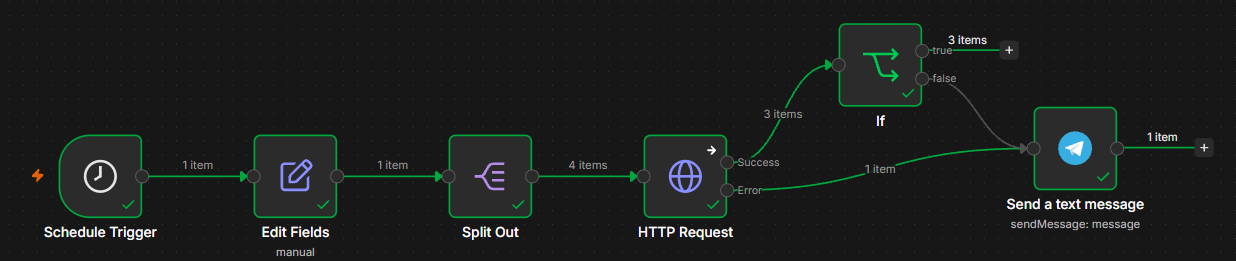 3 items
true
false
If
3 items
1 item
1 item
1 item
4 items
Success
Error
1 item
Schedule Trigger
Edit Fields
manual
Split Out
HTTP Request
Send a text message
sendMessage: message